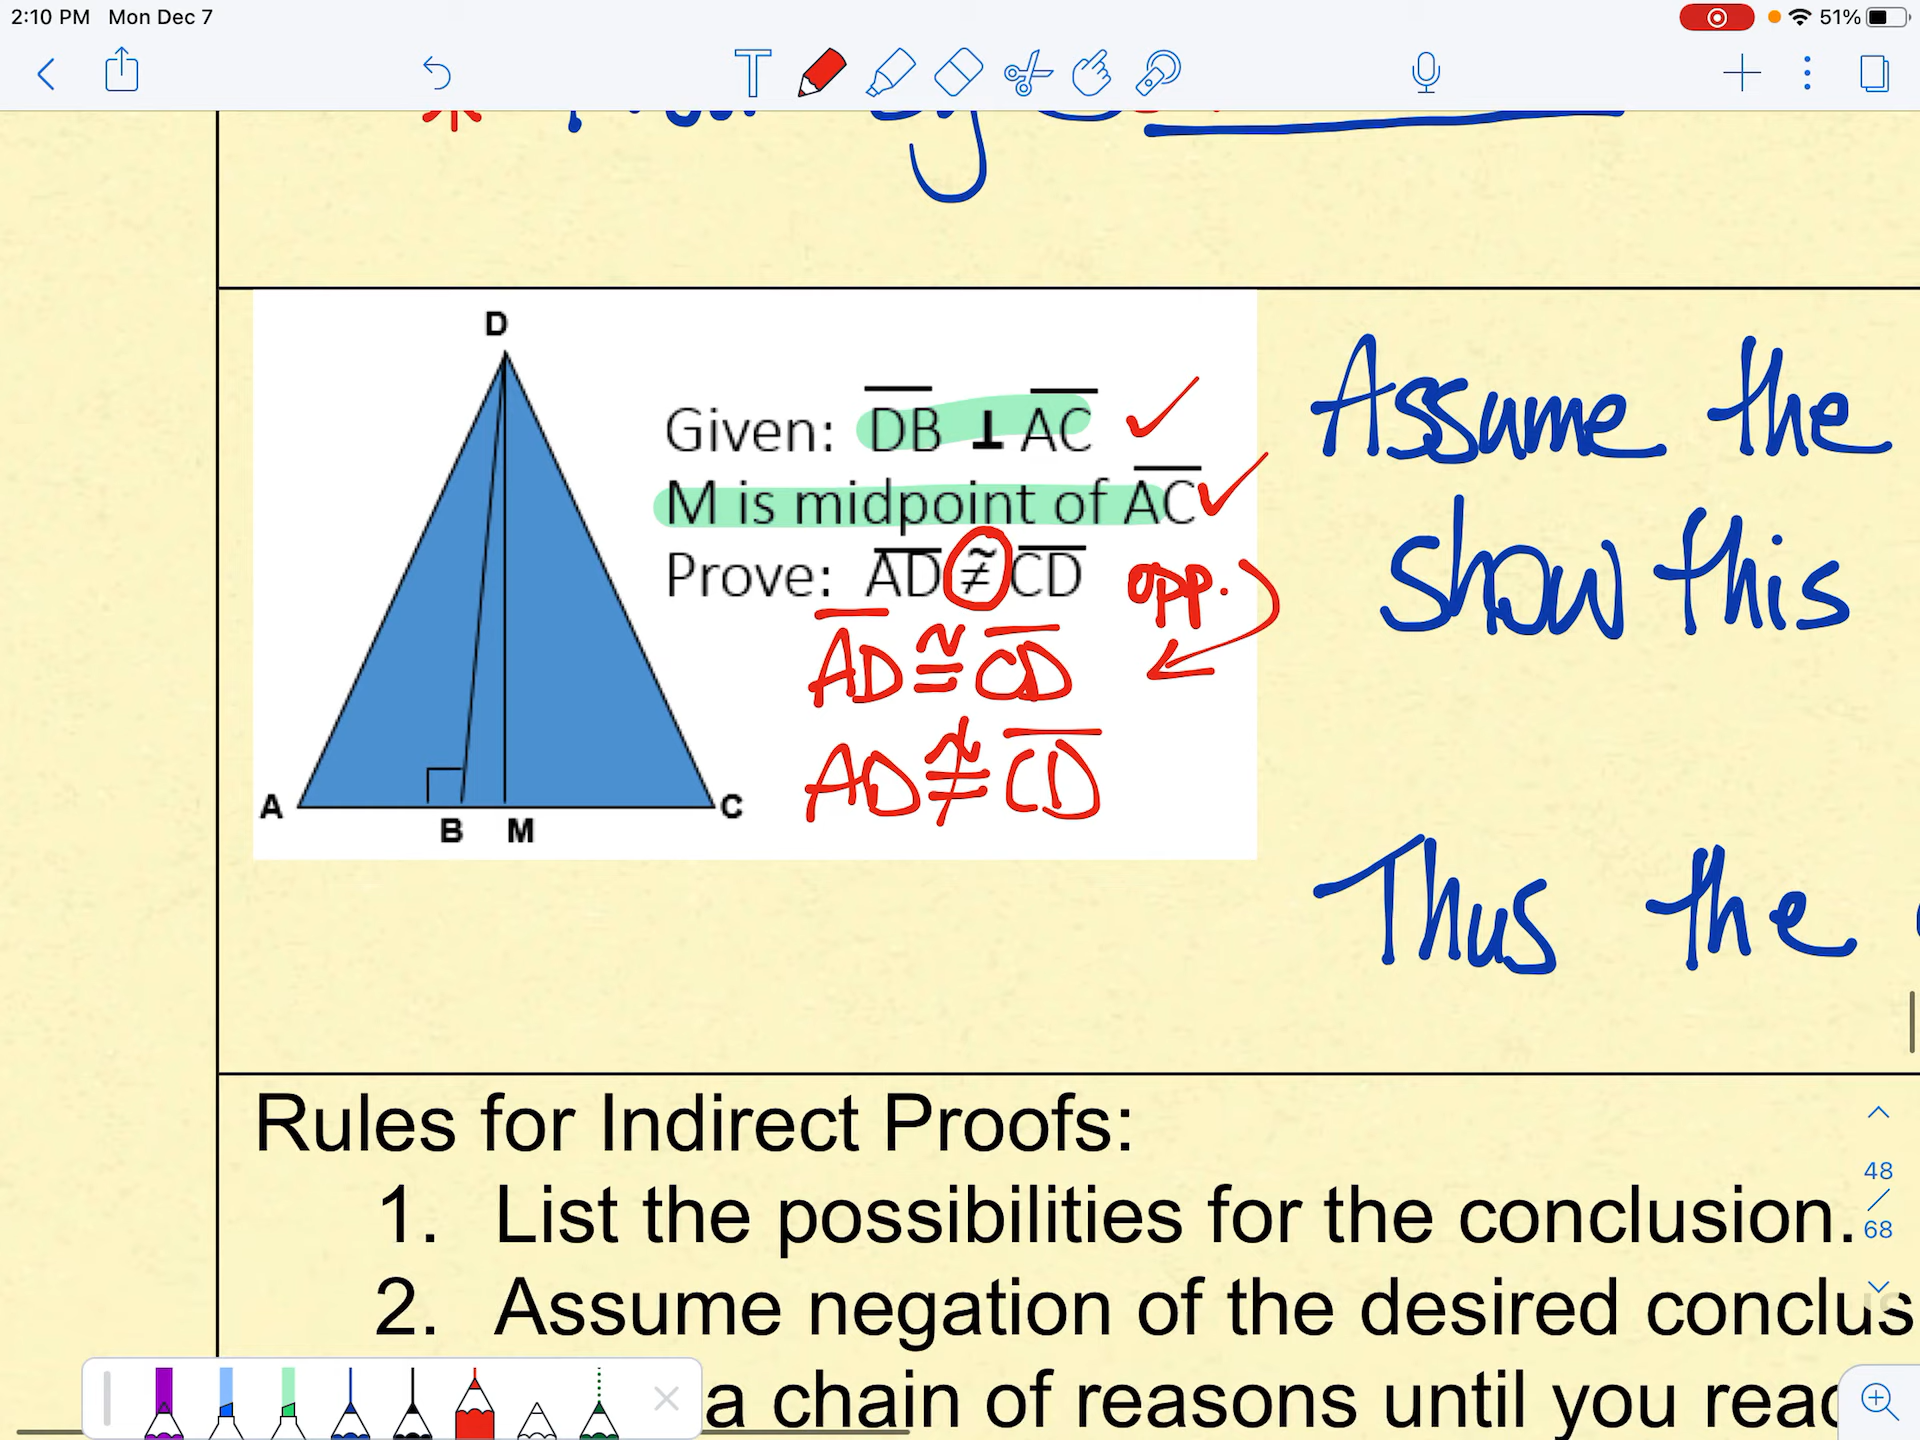 2:10 PM Mon Dec 7
51%
T
D
Given: DB ⊥ AC
M is midpoint of AC
Prove: AD ≇ CD
opp.
AD ≅ CD
AD ≇ CD
A
B M
C
Assume the
show this
Thus the
Rules for Indirect Proofs:
1. List the possibilities for the conclusion.
2. Assume negation of the desired conclus
a chain of reasons until you reac
48
/
68